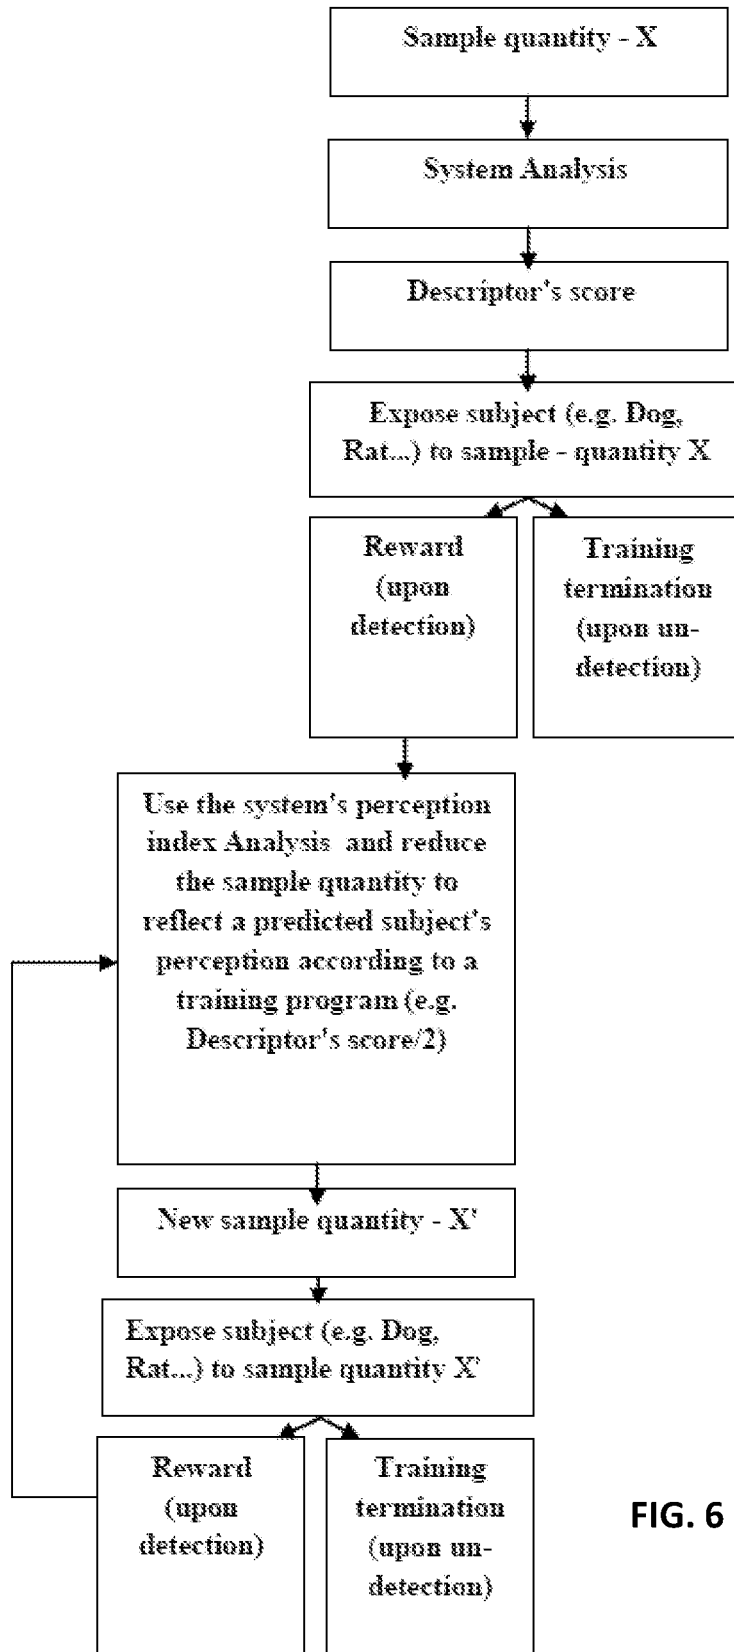 Sample quantity - X
System Analysis
Descriptor's score
Expose subject (e.g. Dog,
Rat...) to sample - quantity X
Reward
(upon
detection)
Training
termination
(upon un-
detection)
Use the system's perception
index Analysis and reduce
the sample quantity to
reflect a predicted subject's
perception according to a
training program (e.g.
Descriptor's score/2)
New sample quantity - X'
Expose subject (e.g. Dog,
Rat...) to sample quantity X'
Reward
(upon
detection)
Training
termination
(upon un-
detection)
FIG. 6